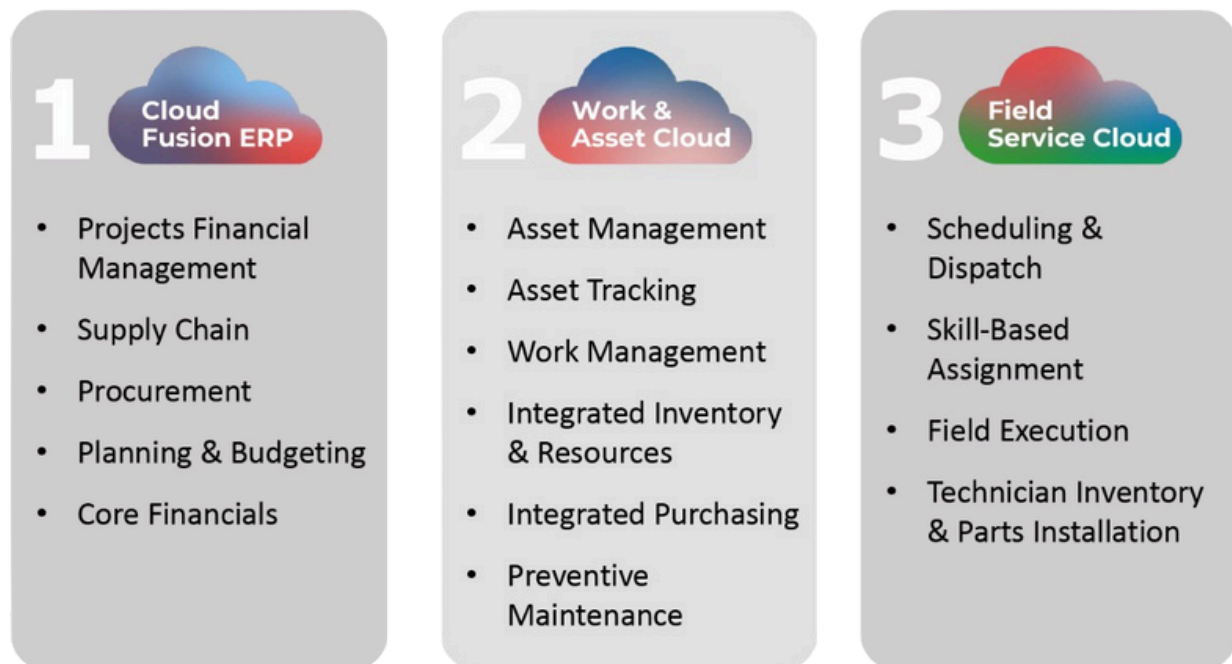 1
Cloud
Fusion ERP
• Projects Financial
Management
• Supply Chain
• Procurement
• Planning & Budgeting
• Core Financials
2
Work &
Asset Cloud
• Asset Management
• Asset Tracking
• Work Management
• Integrated Inventory
& Resources
• Integrated Purchasing
• Preventive
Maintenance
3
Field
Service Cloud
• Scheduling &
Dispatch
• Skill-Based
Assignment
• Field Execution
• Technician Inventory
& Parts Installation